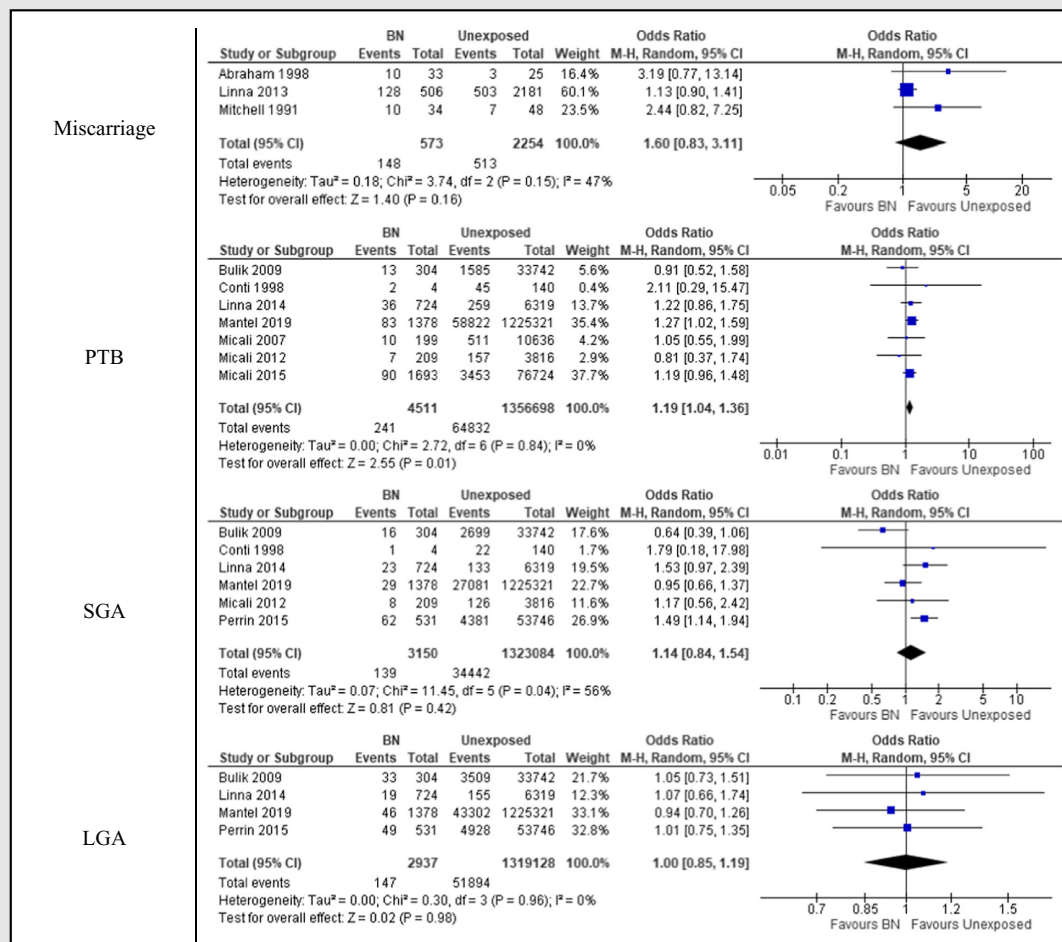 Miscarriage
BN Unexposed Odds Ratio Odds Ratio
Study or Subgroup Events Total Events Total Weight M-H, Random, 95% CI M-H, Random, 95% CI
Abraham 1998 10 33 3 25 16.4% 3.19 [0.77, 13.14]
Linna 2013 128 506 503 2181 60.1% 1.13 [0.90, 1.41]
Mitchell 1991 10 34 7 48 23.5% 2.44 [0.82, 7.25]
Total (95% CI) 573 2254 100.0% 1.60 [0.83, 3.11]
Total events 148 513
Heterogeneity: Tau² = 0.18; Chi² = 3.74, df = 2 (P = 0.15); I² = 47%
Test for overall effect: Z = 1.40 (P = 0.16)
0.05 0.2 1 5 20
Favours BN Favours Unexposed
PTB
BN Unexposed Odds Ratio Odds Ratio
Study or Subgroup Events Total Events Total Weight M-H, Random, 95% CI M-H, Random, 95% CI
Bulik 2009 13 304 1585 33742 5.6% 0.91 [0.52, 1.58]
Conti 1998 2 4 45 140 0.4% 2.11 [0.29, 15.47]
Linna 2014 36 724 259 6319 13.7% 1.22 [0.86, 1.75]
Mantel 2019 83 1378 58822 1225321 35.4% 1.27 [1.02, 1.59]
Micali 2007 10 199 511 10636 4.2% 1.05 [0.55, 1.99]
Micali 2012 7 209 157 3816 2.9% 0.81 [0.37, 1.74]
Micali 2015 90 1693 3453 76724 37.7% 1.19 [0.96, 1.48]
Total (95% CI) 4511 1356698 100.0% 1.19 [1.04, 1.36]
Total events 241 64832
Heterogeneity: Tau² = 0.00; Chi² = 2.72, df = 6 (P = 0.84); I² = 0%
Test for overall effect: Z = 2.55 (P = 0.01)
0.01 0.1 1 10 100
Favours BN Favours Unexposed
SGA
BN Unexposed Odds Ratio Odds Ratio
Study or Subgroup Events Total Events Total Weight M-H, Random, 95% CI M-H, Random, 95% CI
Bulik 2009 16 304 2699 33742 17.6% 0.64 [0.39, 1.06]
Conti 1998 1 4 22 140 1.7% 1.79 [0.18, 17.98]
Linna 2014 23 724 133 6319 19.5% 1.53 [0.97, 2.39]
Mantel 2019 29 1378 27081 1225321 22.7% 0.95 [0.66, 1.37]
Micali 2012 8 209 126 3816 11.6% 1.17 [0.56, 2.42]
Perrin 2015 62 531 4381 53746 26.9% 1.49 [1.14, 1.94]
Total (95% CI) 3150 1323084 100.0% 1.14 [0.84, 1.54]
Total events 139 34442
Heterogeneity: Tau² = 0.07; Chi² = 11.45, df = 5 (P = 0.04); I² = 56%
Test for overall effect: Z = 0.81 (P = 0.42)
0.1 0.2 0.5 1 2 5 10
Favours BN Favours Unexposed
LGA
BN Unexposed Odds Ratio Odds Ratio
Study or Subgroup Events Total Events Total Weight M-H, Random, 95% CI M-H, Random, 95% CI
Bulik 2009 33 304 3509 33742 21.7% 1.05 [0.73, 1.51]
Linna 2014 19 724 155 6319 12.3% 1.07 [0.66, 1.74]
Mantel 2019 46 1378 43302 1225321 33.1% 0.94 [0.70, 1.26]
Perrin 2015 49 531 4928 53746 32.8% 1.01 [0.75, 1.35]
Total (95% CI) 2937 1319128 100.0% 1.00 [0.85, 1.19]
Total events 147 51894
Heterogeneity: Tau² = 0.00; Chi² = 0.30, df = 3 (P = 0.96); I² = 0%
Test for overall effect: Z = 0.02 (P = 0.98)
0.7 0.85 1 1.2 1.5
Favours BN Favours Unexposed